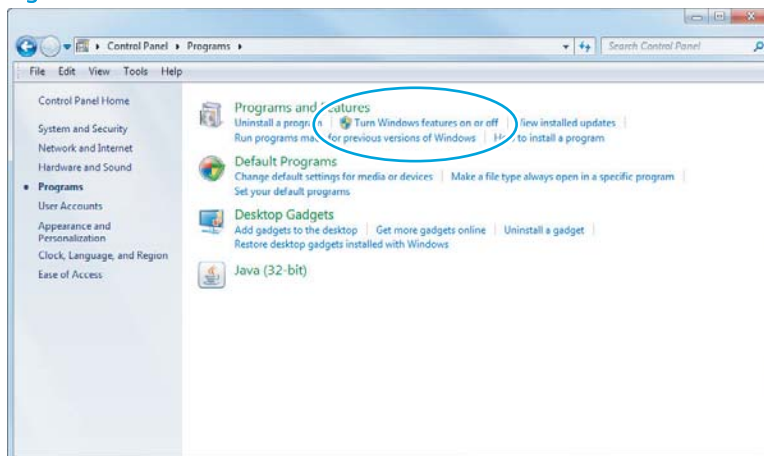 Control Panel ▸ Programs ▸
Search Control Panel
File Edit View Tools Help
Control Panel Home
System and Security
Network and Internet
Hardware and Sound
Programs
User Accounts
Appearance and
Personalization
Clock, Language, and Region
Ease of Access
Programs and Features
Uninstall a program | Turn Windows features on or off | View installed updates |
Run programs made for previous versions of Windows | How to install a program
Default Programs
Change default settings for media or devices | Make a file type always open in a specific program |
Set your default programs
Desktop Gadgets
Add gadgets to the desktop | Get more gadgets online | Uninstall a gadget |
Restore desktop gadgets installed with Windows
Java (32-bit)